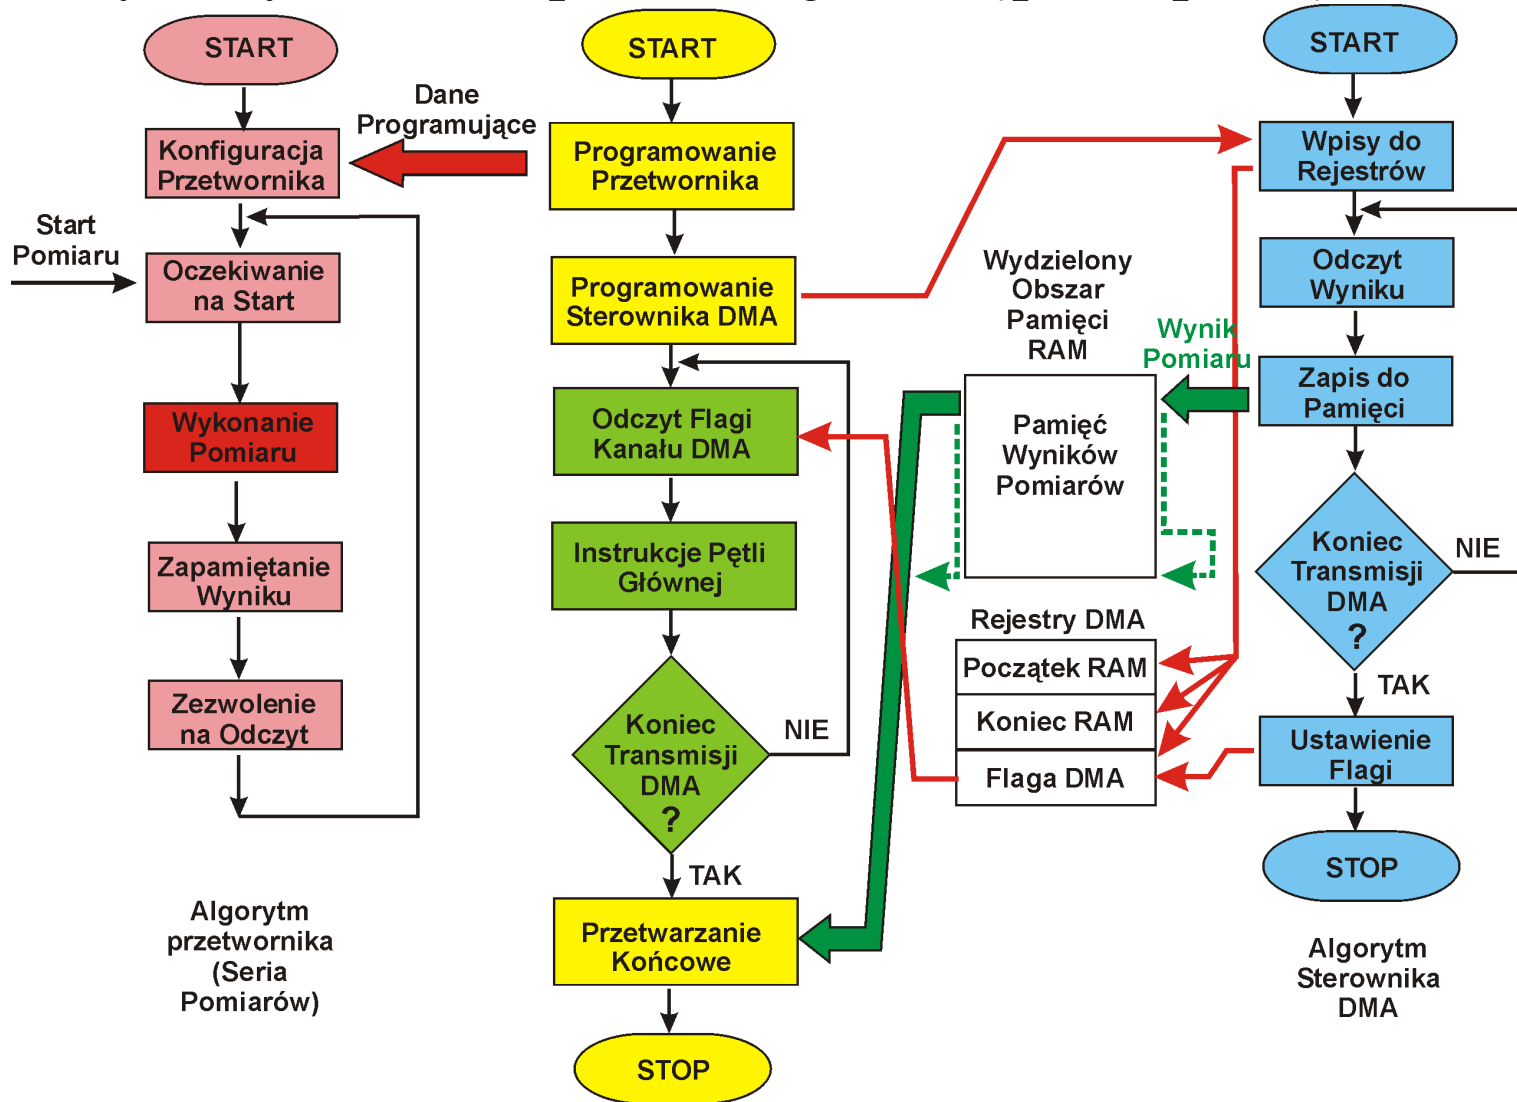 START
Konfiguracja
Przetwornika
Start
Pomiaru
Oczekiwanie
na Start
Wykonanie
Pomiaru
Zapamiętanie
Wyniku
Zezwolenie
na Odczyt
Algorytm
przetwornika
(Seria
Pomiarów)
Dane
Programujące
START
Programowanie
Przetwornika
Programowanie
Sterownika DMA
Odczyt Flagi
Kanału DMA
Instrukcje Pętli
Głównej
Koniec
Transmisji
DMA
?
NIE
TAK
Przetwarzanie
Końcowe
STOP
Wydzielony
Obszar
Pamięci
RAM
Pamięć
Wyników
Pomiarów
Wynik
Pomiaru
Rejestry DMA
Początek RAM
Koniec RAM
Flaga DMA
START
Wpisy do
Rejestrów
Odczyt
Wyniku
Zapis do
Pamięci
Koniec
Transmisji
DMA
?
NIE
TAK
Ustawienie
Flagi
STOP
Algorytm
Sterownika
DMA